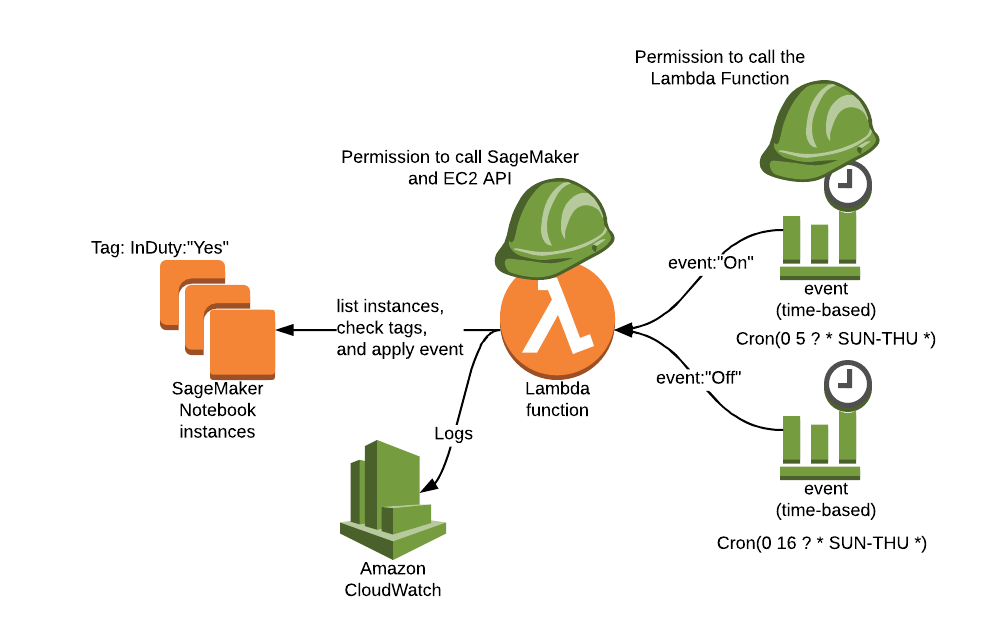 Permission to call the
Lambda Function
Permission to call SageMaker
and EC2 API
Tag: InDuty:"Yes"
event:"On"
event
(time-based)
Cron(0 5 ? * SUN-THU *)
list instances,
check tags,
and apply event
SageMaker
Notebook
instances
Lambda
function
event:"Off"
Logs
event
(time-based)
Cron(0 16 ? * SUN-THU *)
Amazon
CloudWatch